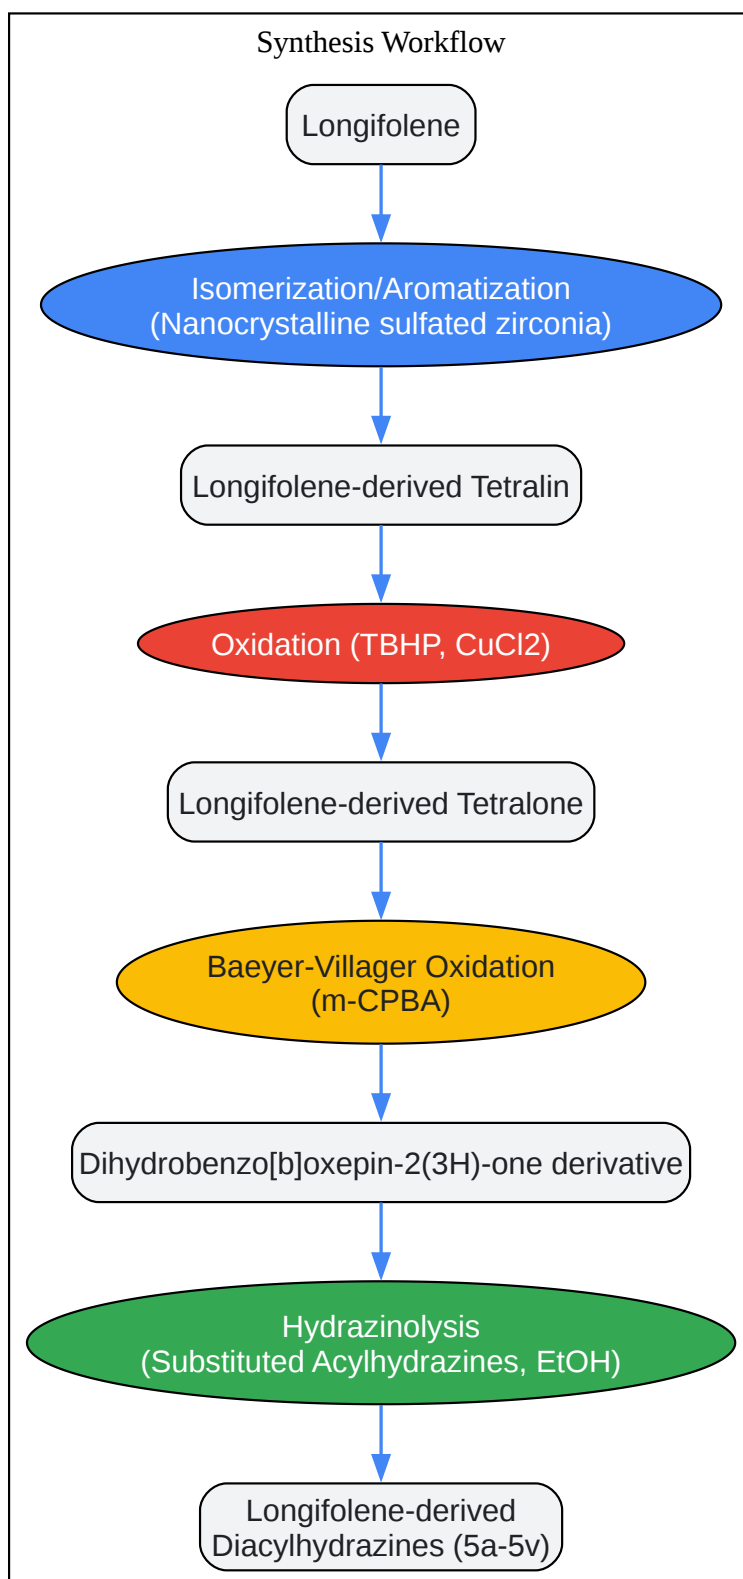 Synthesis Workflow
Longifolene
Isomerization/Aromatization
(Nanocrystalline sulfated zirconia)
Longifolene-derived Tetralin
Oxidation (TBHP, CuCl2)
Longifolene-derived Tetralone
Baeyer-Villager Oxidation
(m-CPBA)
Dihydrobenzo[b]oxepin-2(3H)-one derivative
Hydrazinolysis
(Substituted Acylhydrazines, EtOH)
Longifolene-derived
Diacylhydrazines (5a-5v)